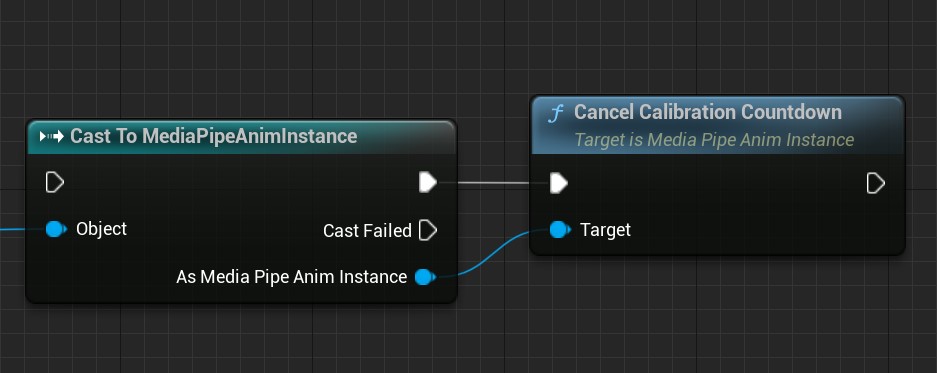 Cast To MediaPipeAnimInstance
Object
Cast Failed
As Media Pipe Anim Instance
f Cancel Calibration Countdown
Target is Media Pipe Anim Instance
Target